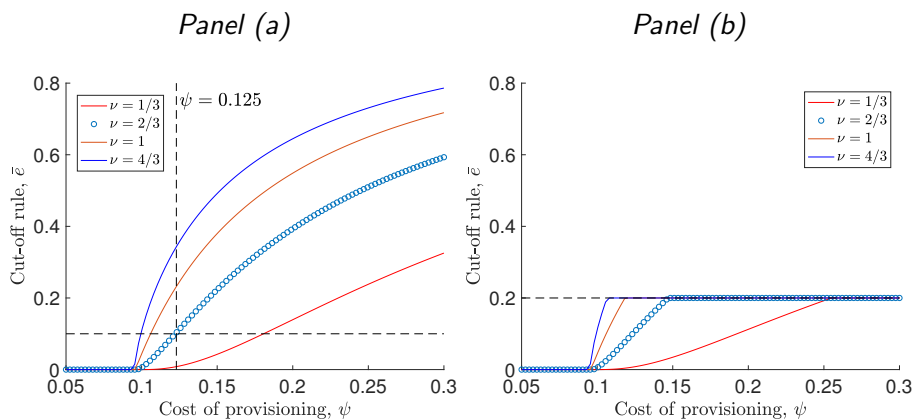 Panel (a)
Panel (b)
0.8
0.6
0.4
0.2
0
Cut-off rule, ē
ν = 1/3
ν = 2/3
ν = 1
ν = 4/3
ψ = 0.125
0.05 0.1 0.15 0.2 0.25 0.3
Cost of provisioning, ψ
0.8
0.6
0.4
0.2
0
Cut-off rule, ē
ν = 1/3
ν = 2/3
ν = 1
ν = 4/3
0.05 0.1 0.15 0.2 0.25 0.3
Cost of provisioning, ψ